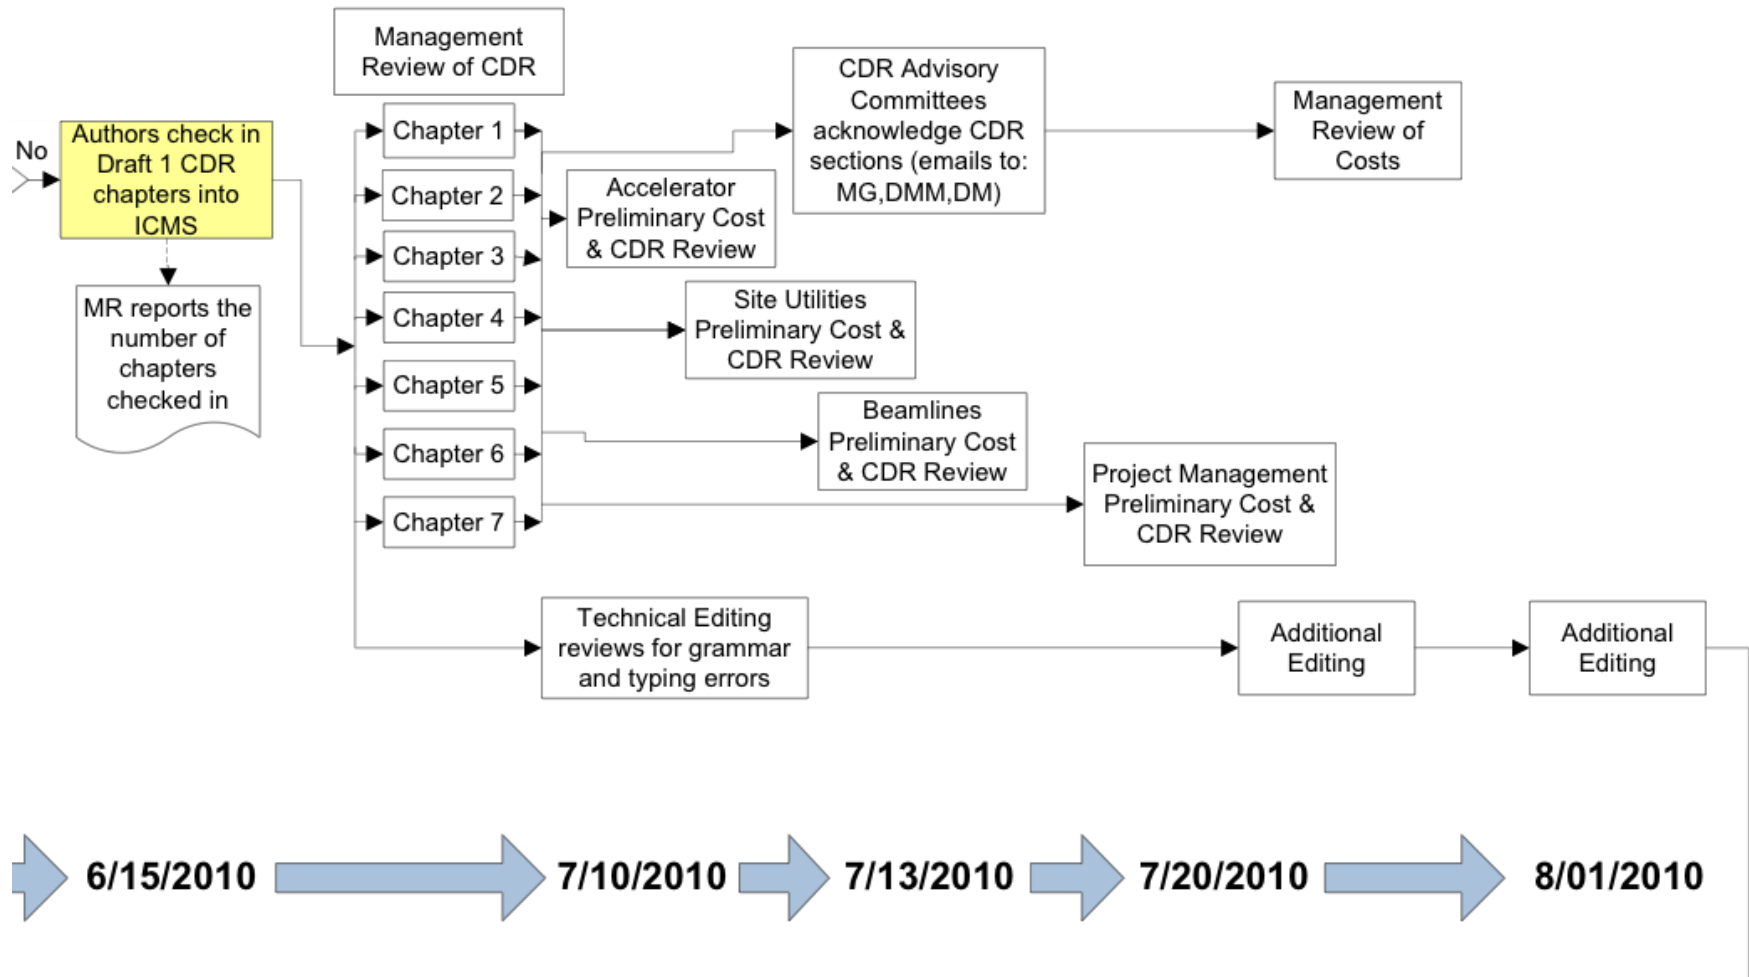 No
Authors check in
Draft 1 CDR
chapters into
ICMS
MR reports the
number of
chapters
checked in
Management
Review of CDR
Chapter 1
Chapter 2
Chapter 3
Chapter 4
Chapter 5
Chapter 6
Chapter 7
CDR Advisory
Committees
acknowledge CDR
sections (emails to:
MG,DMM,DM)
Management
Review of
Costs
Accelerator
Preliminary Cost
& CDR Review
Site Utilities
Preliminary Cost &
CDR Review
Beamlines
Preliminary Cost
& CDR Review
Project Management
Preliminary Cost &
CDR Review
Technical Editing
reviews for grammar
and typing errors
Additional
Editing
Additional
Editing
6/15/2010
7/10/2010
7/13/2010
7/20/2010
8/01/2010